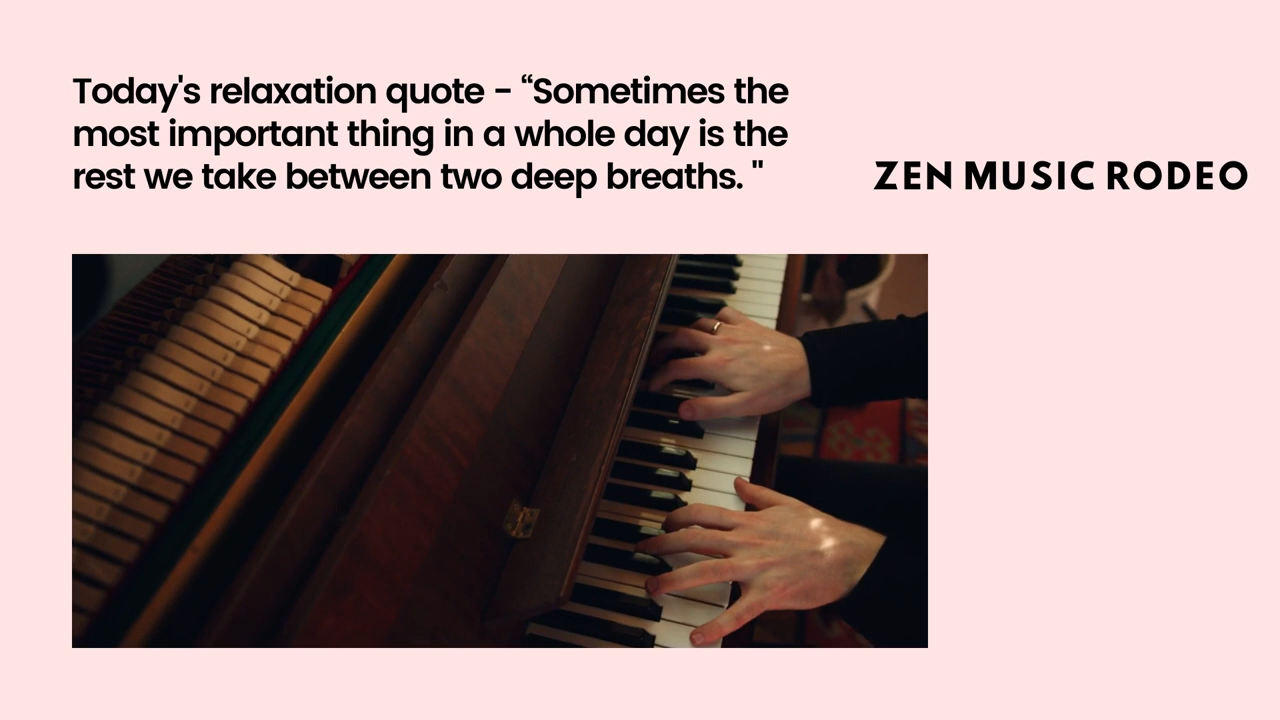 Today's relaxation quote - “Sometimes the
most important thing in a whole day is the
rest we take between two deep breaths. "
ZEN MUSIC RODEO